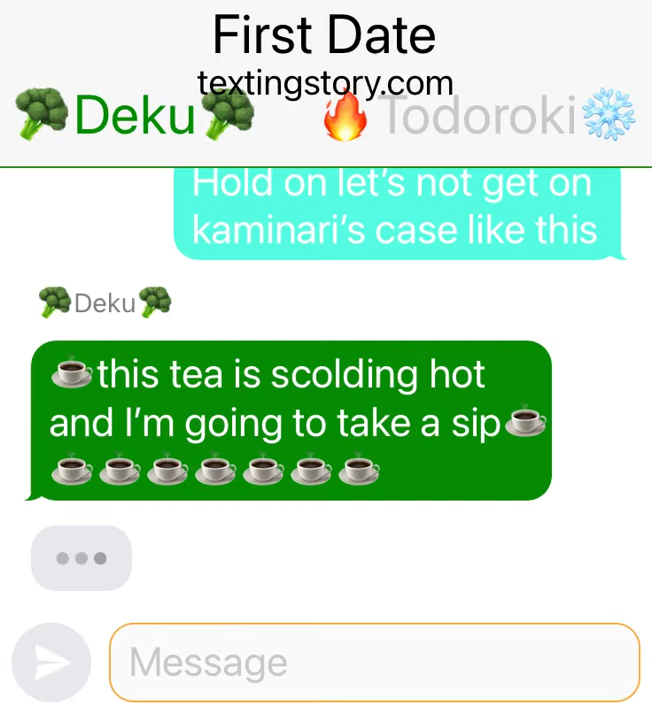 First Date
textingstory.com
🥦Deku🥦 🔥Todoroki❄️
Hold on let's not get on
kaminari's case like this
🥦Deku🥦
☕this tea is scolding hot
and I'm going to take a sip☕
☕☕☕☕☕☕☕
Message